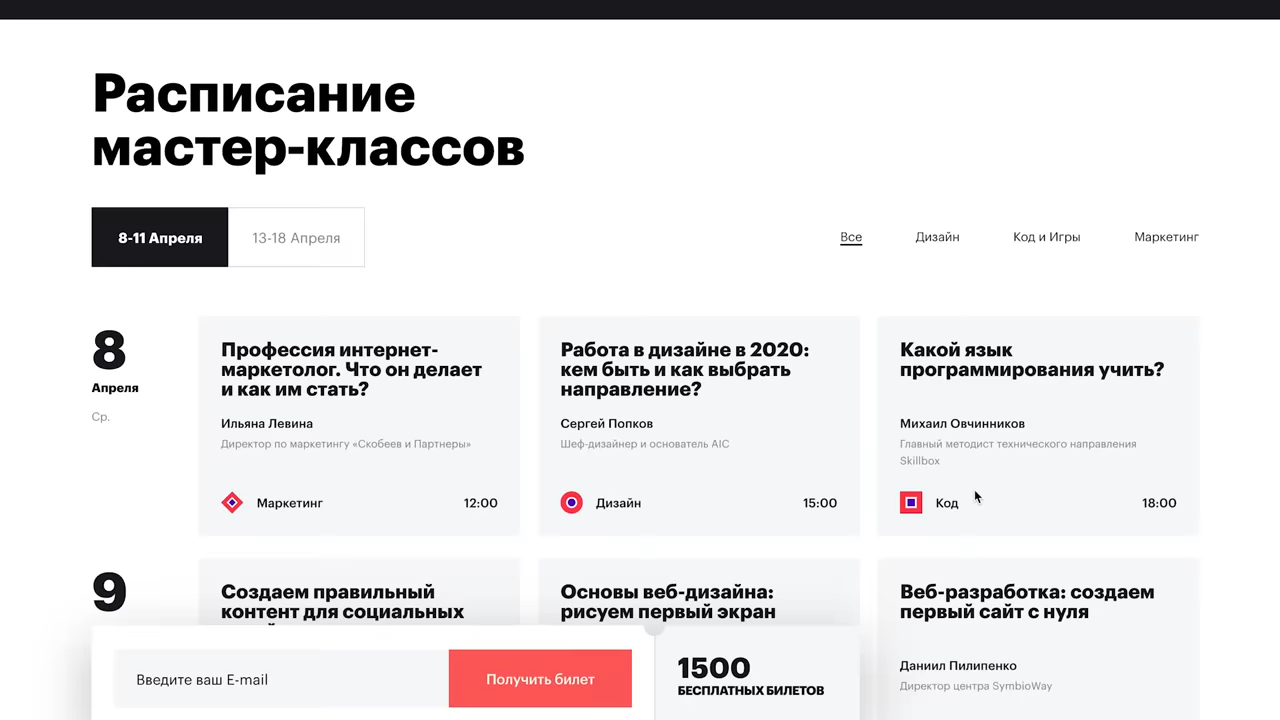 Расписание
мастер-классов
8-11 Апреля
13-18 Апреля
Все
Дизайн
Код и Игры
Маркетинг
8
Апреля
Ср.
Профессия интернет-
маркетолог. Что он делает
и как им стать?
Ильяна Левина
Директор по маркетингу «Скобеев и Партнеры»
Маркетинг
12:00
Работа в дизайне в 2020:
кем быть и как выбрать
направление?
Сергей Попков
Шеф-дизайнер и основатель AIC
Дизайн
15:00
Какой язык
программирования учить?
Михаил Овчинников
Главный методист технического направления
Skillbox
Код
18:00
9
Создаем правильный
контент для социальных
Основы веб-дизайна:
рисуем первый экран
Веб-разработка: создаем
первый сайт с нуля
Даниил Пилипенко
Директор центра SymbioWay
Введите ваш E-mail
Получить билет
1500
БЕСПЛАТНЫХ БИЛЕТОВ